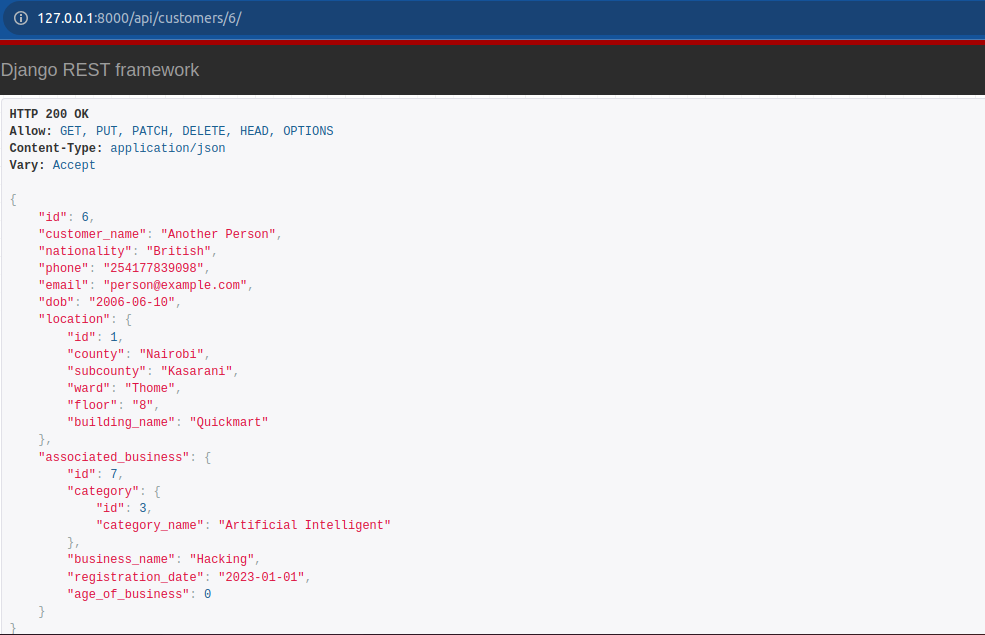 127.0.0.1:8000/api/customers/6/
Django REST framework
HTTP 200 OK
Allow: GET, PUT, PATCH, DELETE, HEAD, OPTIONS
Content-Type: application/json
Vary: Accept
{
    "id": 6,
    "customer_name": "Another Person",
    "nationality": "British",
    "phone": "254177839098",
    "email": "person@example.com",
    "dob": "2006-06-10",
    "location": {
        "id": 1,
        "county": "Nairobi",
        "subcounty": "Kasarani",
        "ward": "Thome",
        "floor": "8",
        "building_name": "Quickmart"
    },
    "associated_business": {
        "id": 7,
        "category": {
            "id": 3,
            "category_name": "Artificial Intelligent"
        },
        "business_name": "Hacking",
        "registration_date": "2023-01-01",
        "age_of_business": 0
    }
}